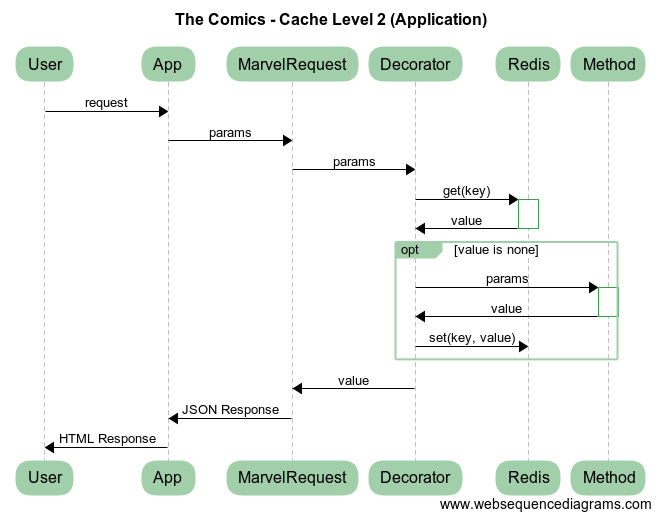 The Comics - Cache Level 2 (Application)
User App MarvelRequest Decorator Redis Method
request
params
params
get(key)
value
opt [value is none]
params
value
set(key, value)
value
JSON Response
HTML Response
User App MarvelRequest Decorator Redis Method
www.websequencediagrams.com